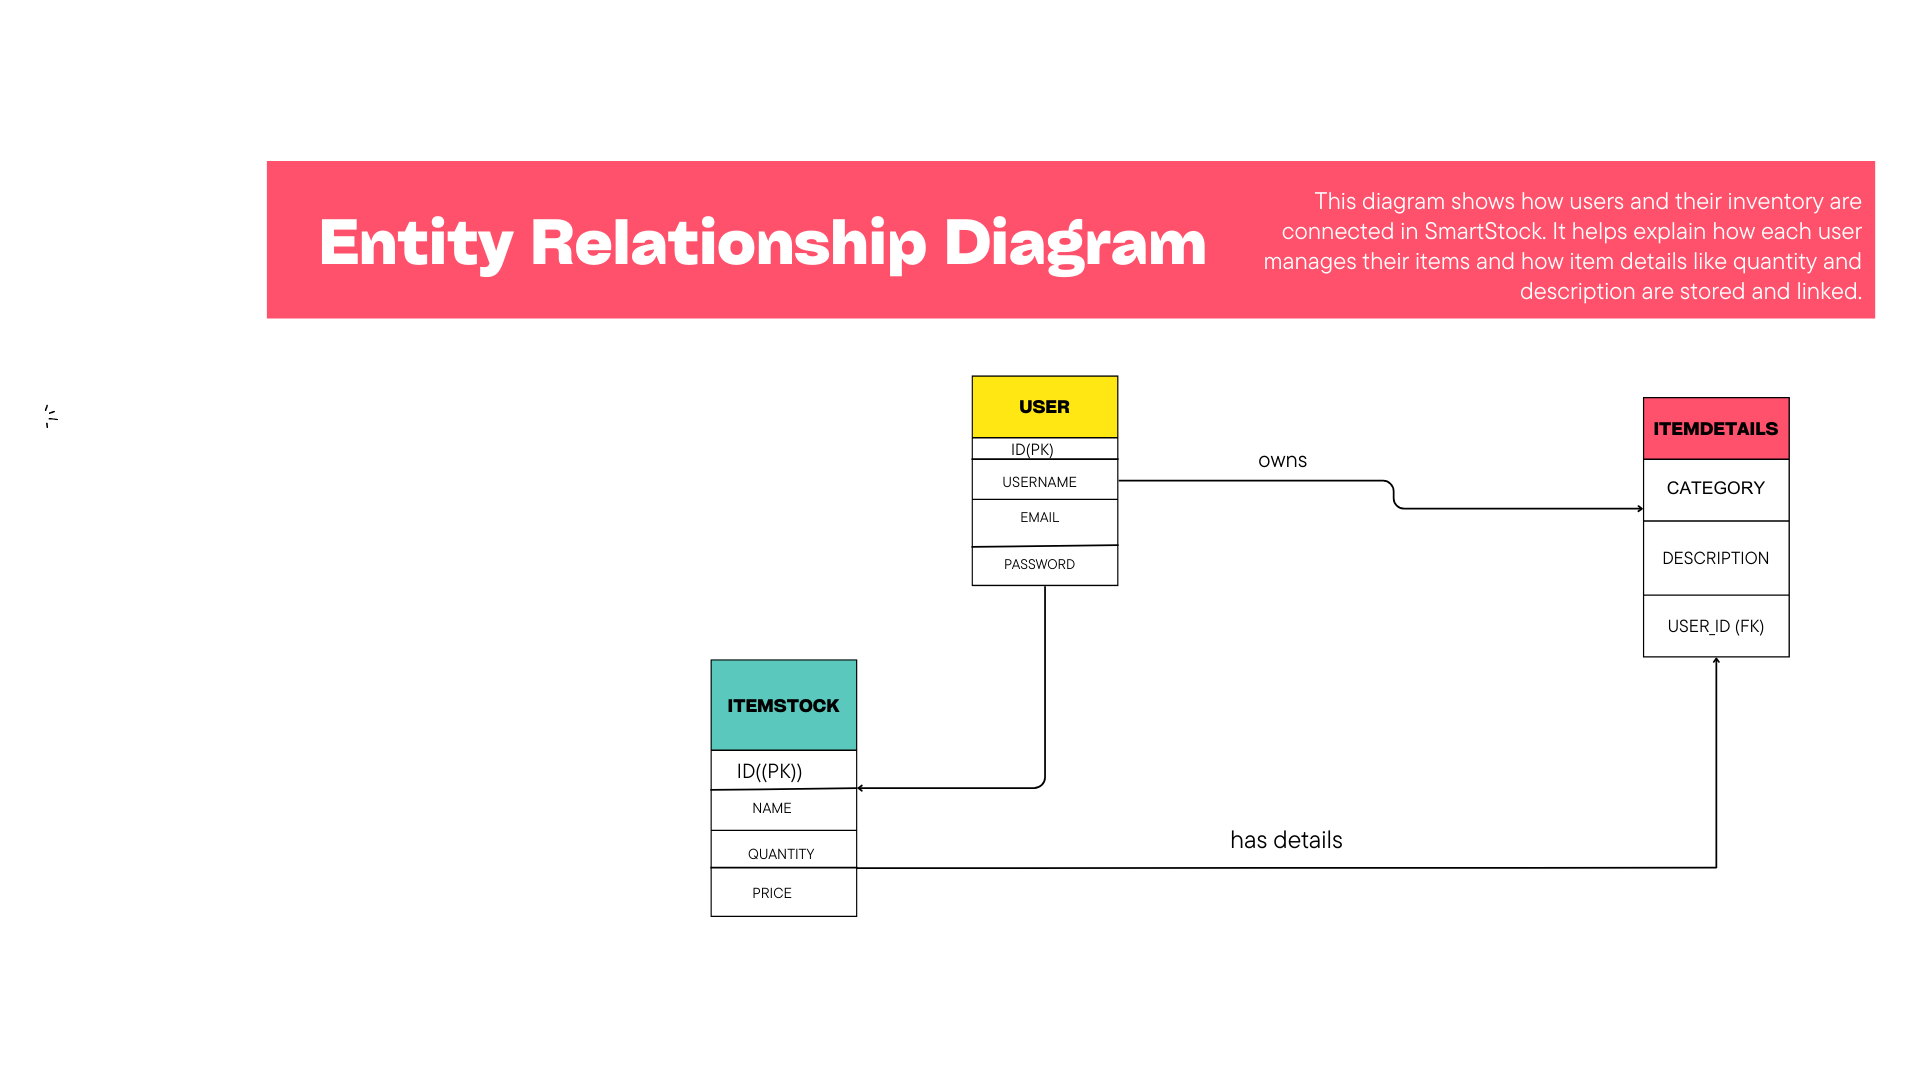 Entity Relationship Diagram
This diagram shows how users and their inventory are
connected in SmartStock. It helps explain how each user
manages their items and how item details like quantity and
description are stored and linked.
USER
ID(PK)
USERNAME
EMAIL
PASSWORD
owns
ITEMDETAILS
CATEGORY
DESCRIPTION
USER_ID (FK)
ITEMSTOCK
ID((PK))
NAME
QUANTITY
PRICE
has details